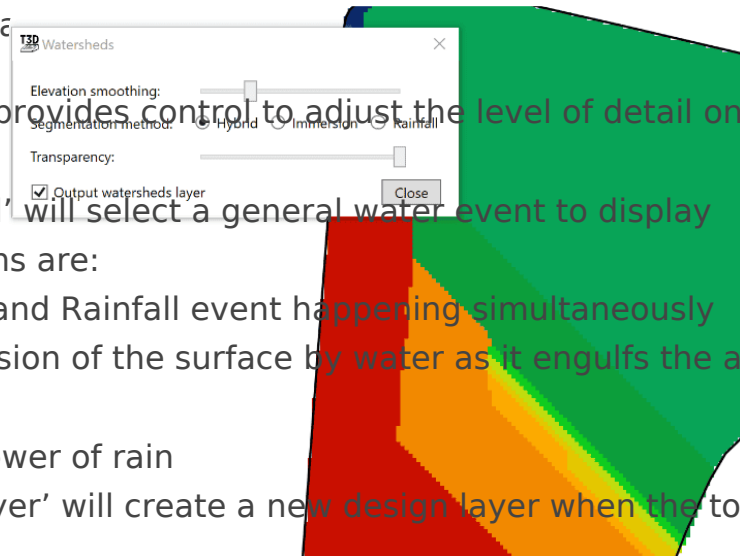 a
T3D Watersheds
Elevation smoothing:
provides control to adjust the level of detail on
Segmentation method: Hybrid Immersion Rainfall
Transparency:
Output watersheds layer Close
’ will select a general water event to display
ns are:
and Rainfall event happening simultaneously
sion of the surface by water as it engulfs the a
wer of rain
yer’ will create a new design layer when the to